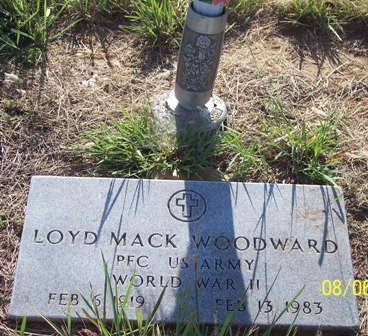 LOYD MACK WOODWARD
PFC US ARMY
WORLD WAR II
FEB 6 1919 FEB 13 1983
08/06